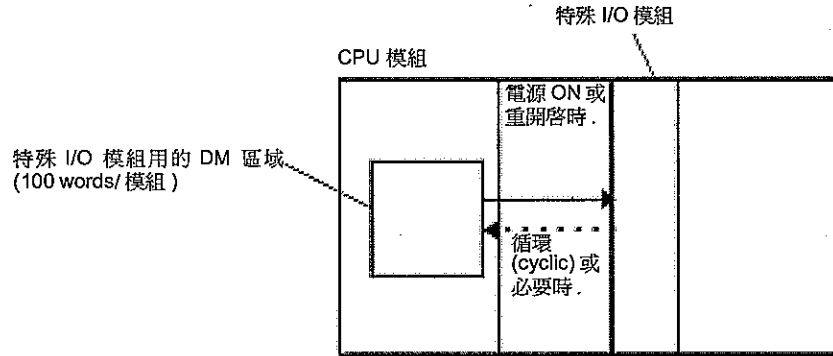 特殊 I/O 模組
CPU 模組
電源 ON 或
重開啓時 .
特殊 I/O 模組用的 DM 區域
(100 words/ 模組 )
循環
(cyclic) 或
必要時 .